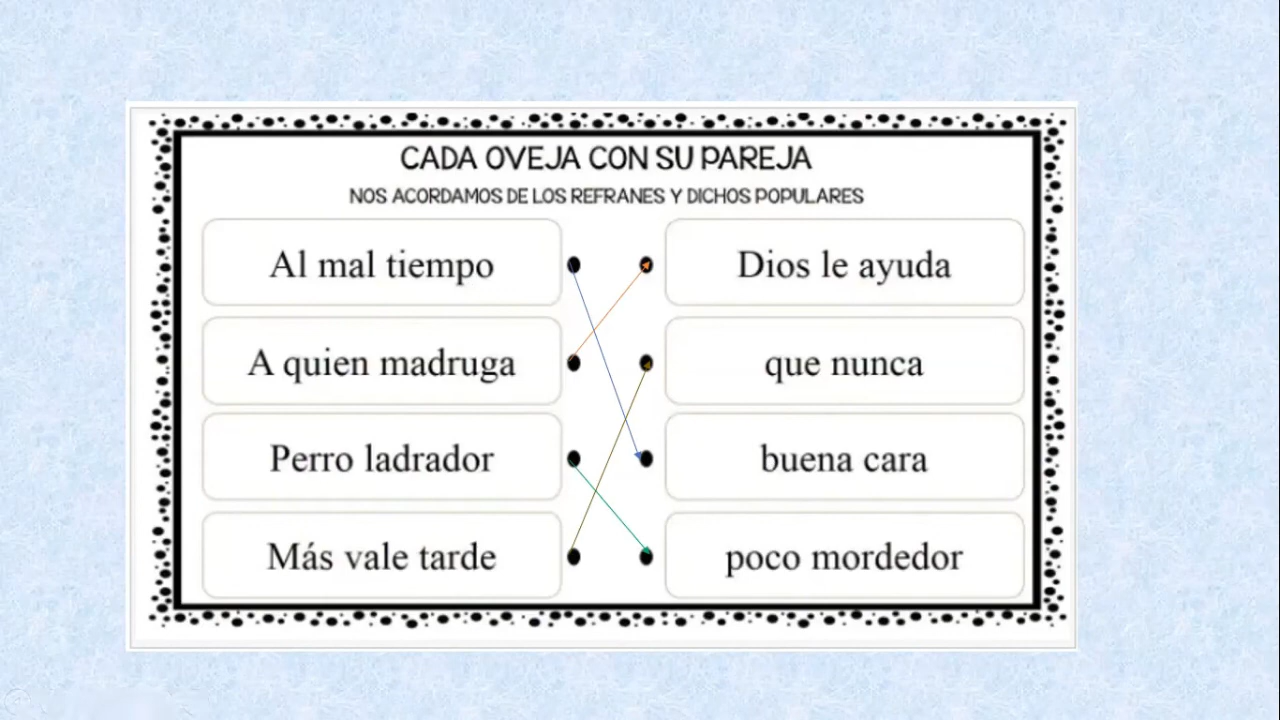 CADA OVEJA CON SU PAREJA
NOS ACORDAMOS DE LOS REFRANES Y DICHOS POPULARES
Al mal tiempo
Dios le ayuda
A quien madruga
que nunca
Perro ladrador
buena cara
Más vale tarde
poco mordedor